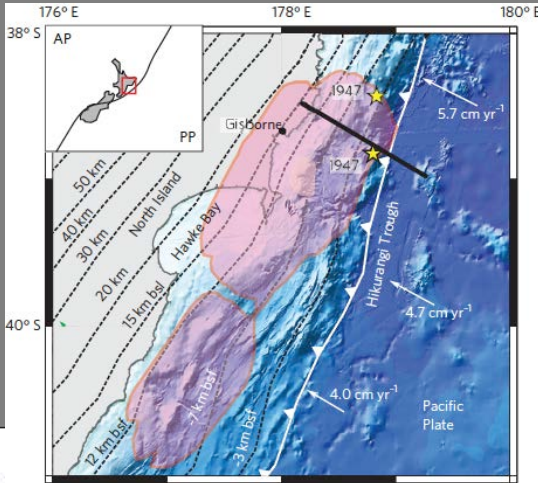 176° E
178° E
180° E
38° S
AP
PP
1947
5.7 cm yr⁻¹
Gisborne
1947
50 km
40 km
30 km
North Island
20 km
Hawke Bay
15 km bsl
Hikurangi Trough
4.7 cm yr⁻¹
40° S
~7 km bsf
4.0 cm yr⁻¹
~3 km bsf
12 km bsf
Pacific
Plate